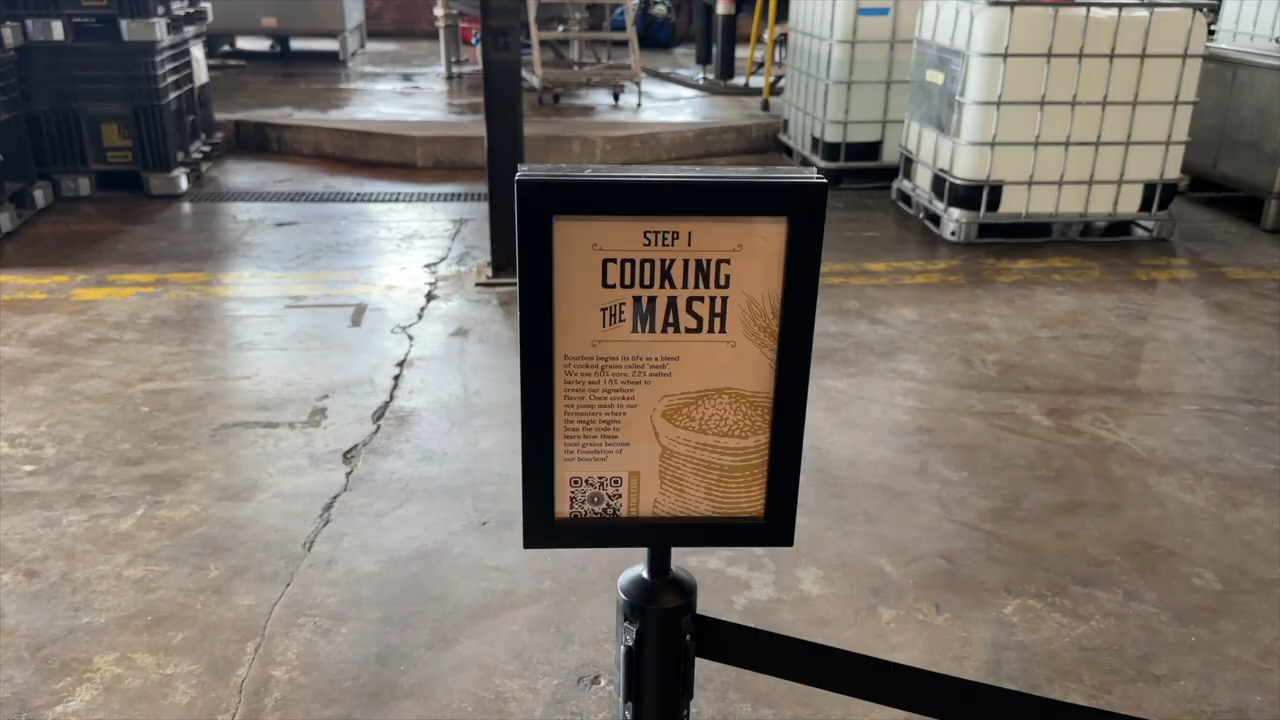 STEP 1
COOKING
THE MASH
Bourbon begins its life as a blend
of cooked grains called "mash".
We use 60% corn, 22% malted
barley and 18% wheat to
create our signature
flavor. Once cooked
we pump mash to our
fermenters where
the magic begins.
Scan the code to
learn how these
local grains become
the foundation of
our bourbon!